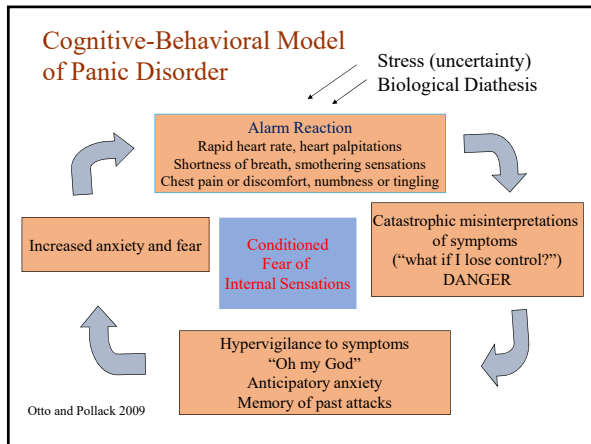 Cognitive-Behavioral Model
of Panic Disorder
Stress (uncertainty)
Biological Diathesis
Alarm Reaction
Rapid heart rate, heart palpitations
Shortness of breath, smothering sensations
Chest pain or discomfort, numbness or tingling
Catastrophic misinterpretations
of symptoms
(“what if I lose control?”)
DANGER
Increased anxiety and fear
Conditioned
Fear of
Internal Sensations
Hypervigilance to symptoms
“Oh my God”
Anticipatory anxiety
Memory of past attacks
Otto and Pollack 2009